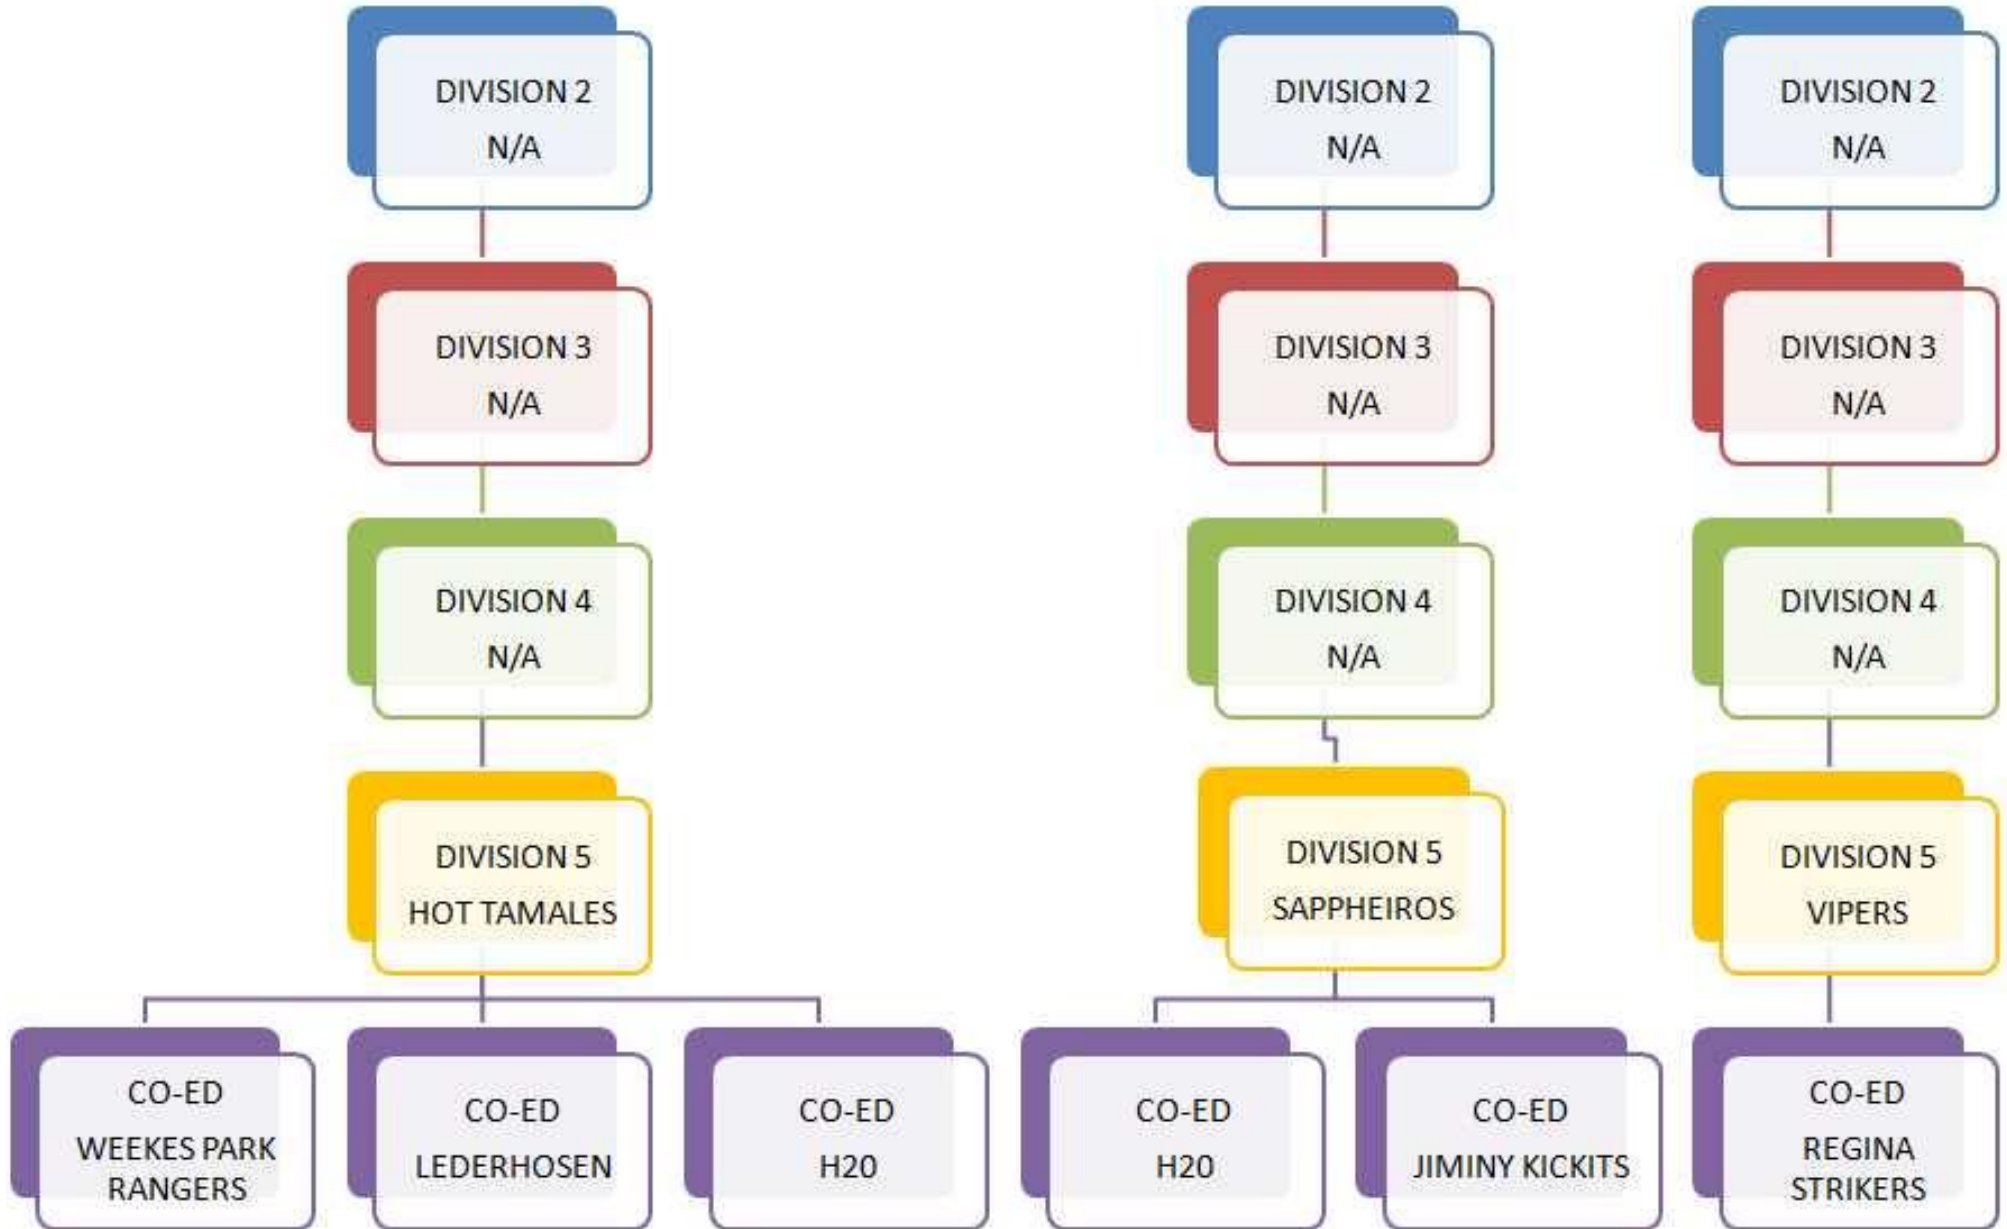 DIVISION 2
N/A
DIVISION 2
N/A
DIVISION 2
N/A
DIVISION 3
N/A
DIVISION 3
N/A
DIVISION 3
N/A
DIVISION 4
N/A
DIVISION 4
N/A
DIVISION 4
N/A
DIVISION 5
HOT TAMALES
DIVISION 5
SAPPHEIROS
DIVISION 5
VIPERS
CO-ED
WEEKES PARK
RANGERS
CO-ED
LEDERHOSEN
CO-ED
H20
CO-ED
H20
CO-ED
JIMINY KICKITS
CO-ED
REGINA
STRIKERS